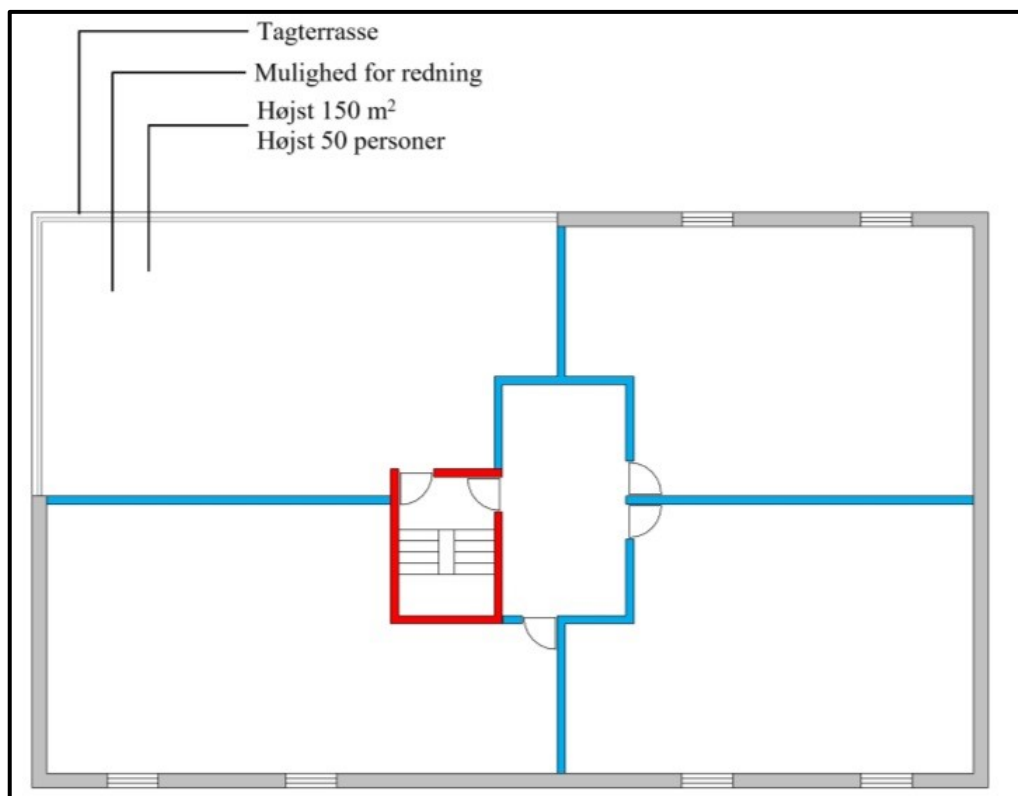 Tagterrasse
Mulighed for redning
Højst 150 m²
Højst 50 personer